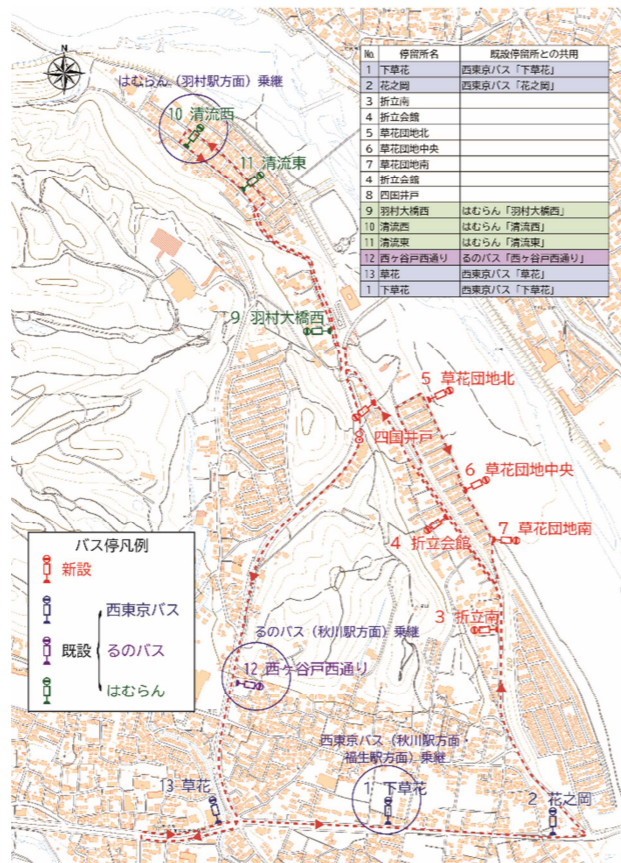 N
はむらん（羽村駅方面）乗継
10 清流西
11 清流東
№ 停留所名 既設停留所との共用
1 下草花 西東京バス「下草花」
2 花之岡 西東京バス「花之岡」
3 折立南
4 折立会館
5 草花団地北
6 草花団地中央
7 草花団地南
4 折立会館
8 四国井戸
9 羽村大橋西 はむらん「羽村大橋西」
10 清流西 はむらん「清流西」
11 清流東 はむらん「清流東」
12 西ヶ谷戸西通り るのバス「西ヶ谷戸西通り」
13 草花 西東京バス「草花」
1 下草花 西東京バス「下草花」
9 羽村大橋西
5 草花団地北
8 四国井戸
6 草花団地中央
4 折立会館
7 草花団地南
バス停凡例
新設
西東京バス
既設 るのバス
はむらん
3 折立南
るのバス（秋川駅方面）乗継
12 西ヶ谷戸西通り
西東京バス（秋川駅方面・
福生駅方面）乗継
13 草花
1 下草花
2 花之岡